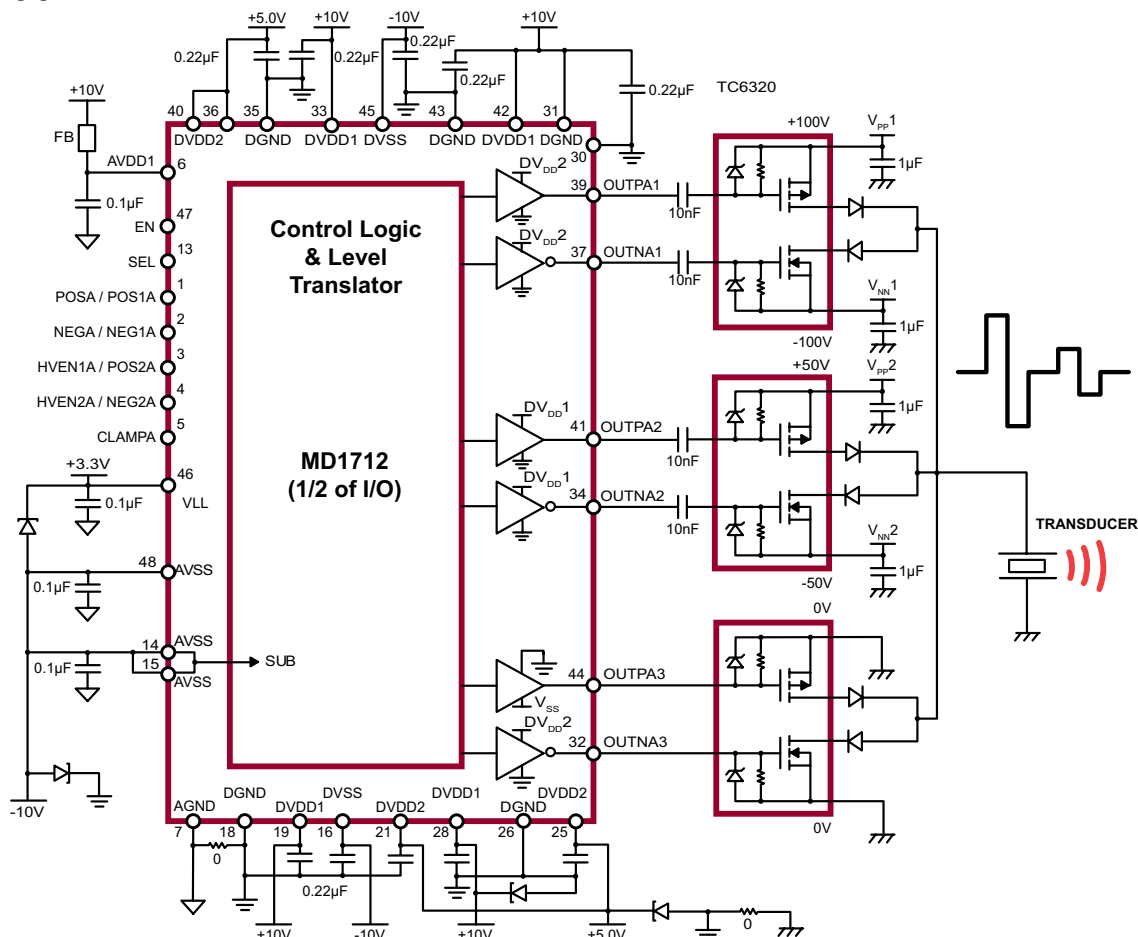 +5.0V
+10V
-10V
+10V
0.22µF
0.22µF
0.22µF
0.22µF
TC6320
+10V
40
36
35
33
45
43
42
31
DVDD2
DGND
DVDD1
DVSS
DGND
DVDD1
DGND
30
+100V
VPP1
FB
AVDD1
6
0.1µF
DVDD2
39
OUTPA1
10nF
1µF
47
EN
Control Logic
& Level
Translator
DVDD2
37
OUTNA1
10nF
13
SEL
1
POSA / POS1A
VNN1
1µF
2
NEGA / NEG1A
-100V
3
HVEN1A / POS2A
+50V
VPP2
4
HVEN2A / NEG2A
1µF
5
CLAMPA
DVDD1
41
OUTPA2
10nF
+3.3V
46
VLL
0.1µF
MD1712
(1/2 of I/O)
DVDD1
34
OUTNA2
10nF
TRANSDUCER
VNN2
1µF
48
AVSS
0.1µF
-50V
0V
14
AVSS
15
AVSS
0.1µF
SUB
44
OUTPA3
VSS
DVDD2
32
OUTNA3
-10V
0V
AGND
DGND
DVDD1
DVSS
DVDD2
DVDD1
DGND
DVDD2
7
18
19
16
21
28
26
25
0
0.22µF
0
+10V
-10V
+10V
+5.0V